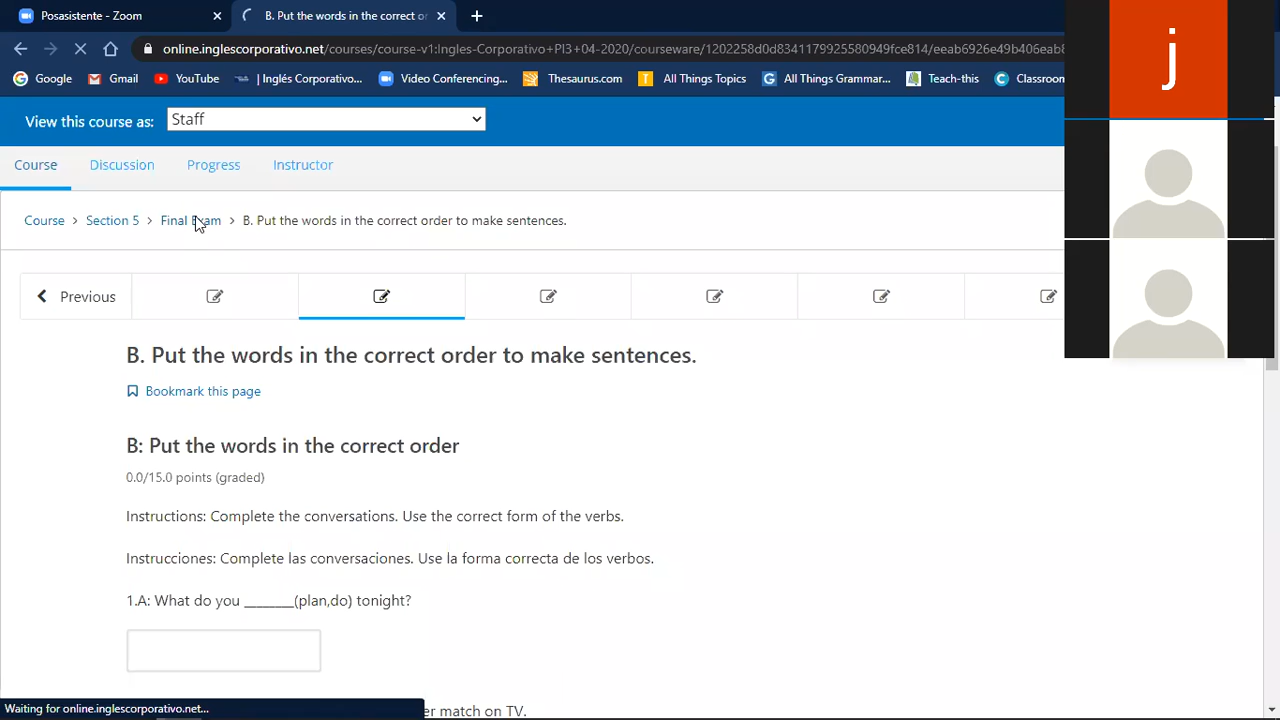 Posasistente - Zoom
B. Put the words in the correct or
online.inglescorporativo.net/courses/course-v1:Ingles-Corporativo+PI3+04-2020/courseware/1202258d0d8341179925580949fce814/eeab6926e49b406eab8
Google
Gmail
YouTube
| Inglés Corporativo...
Video Conferencing...
Thesaurus.com
All Things Topics
All Things Grammar...
Teach-this
Classroom
View this course as:
Staff
Course
Discussion
Progress
Instructor
Course > Section 5 > Final Exam > B. Put the words in the correct order to make sentences.
Previous
B. Put the words in the correct order to make sentences.
Bookmark this page
B: Put the words in the correct order
0.0/15.0 points (graded)
Instructions: Complete the conversations. Use the correct form of the verbs.
Instrucciones: Complete las conversaciones. Use la forma correcta de los verbos.
1.A: What do you _______(plan,do) tonight?
er match on TV.
Waiting for online.inglescorporativo.net...
j